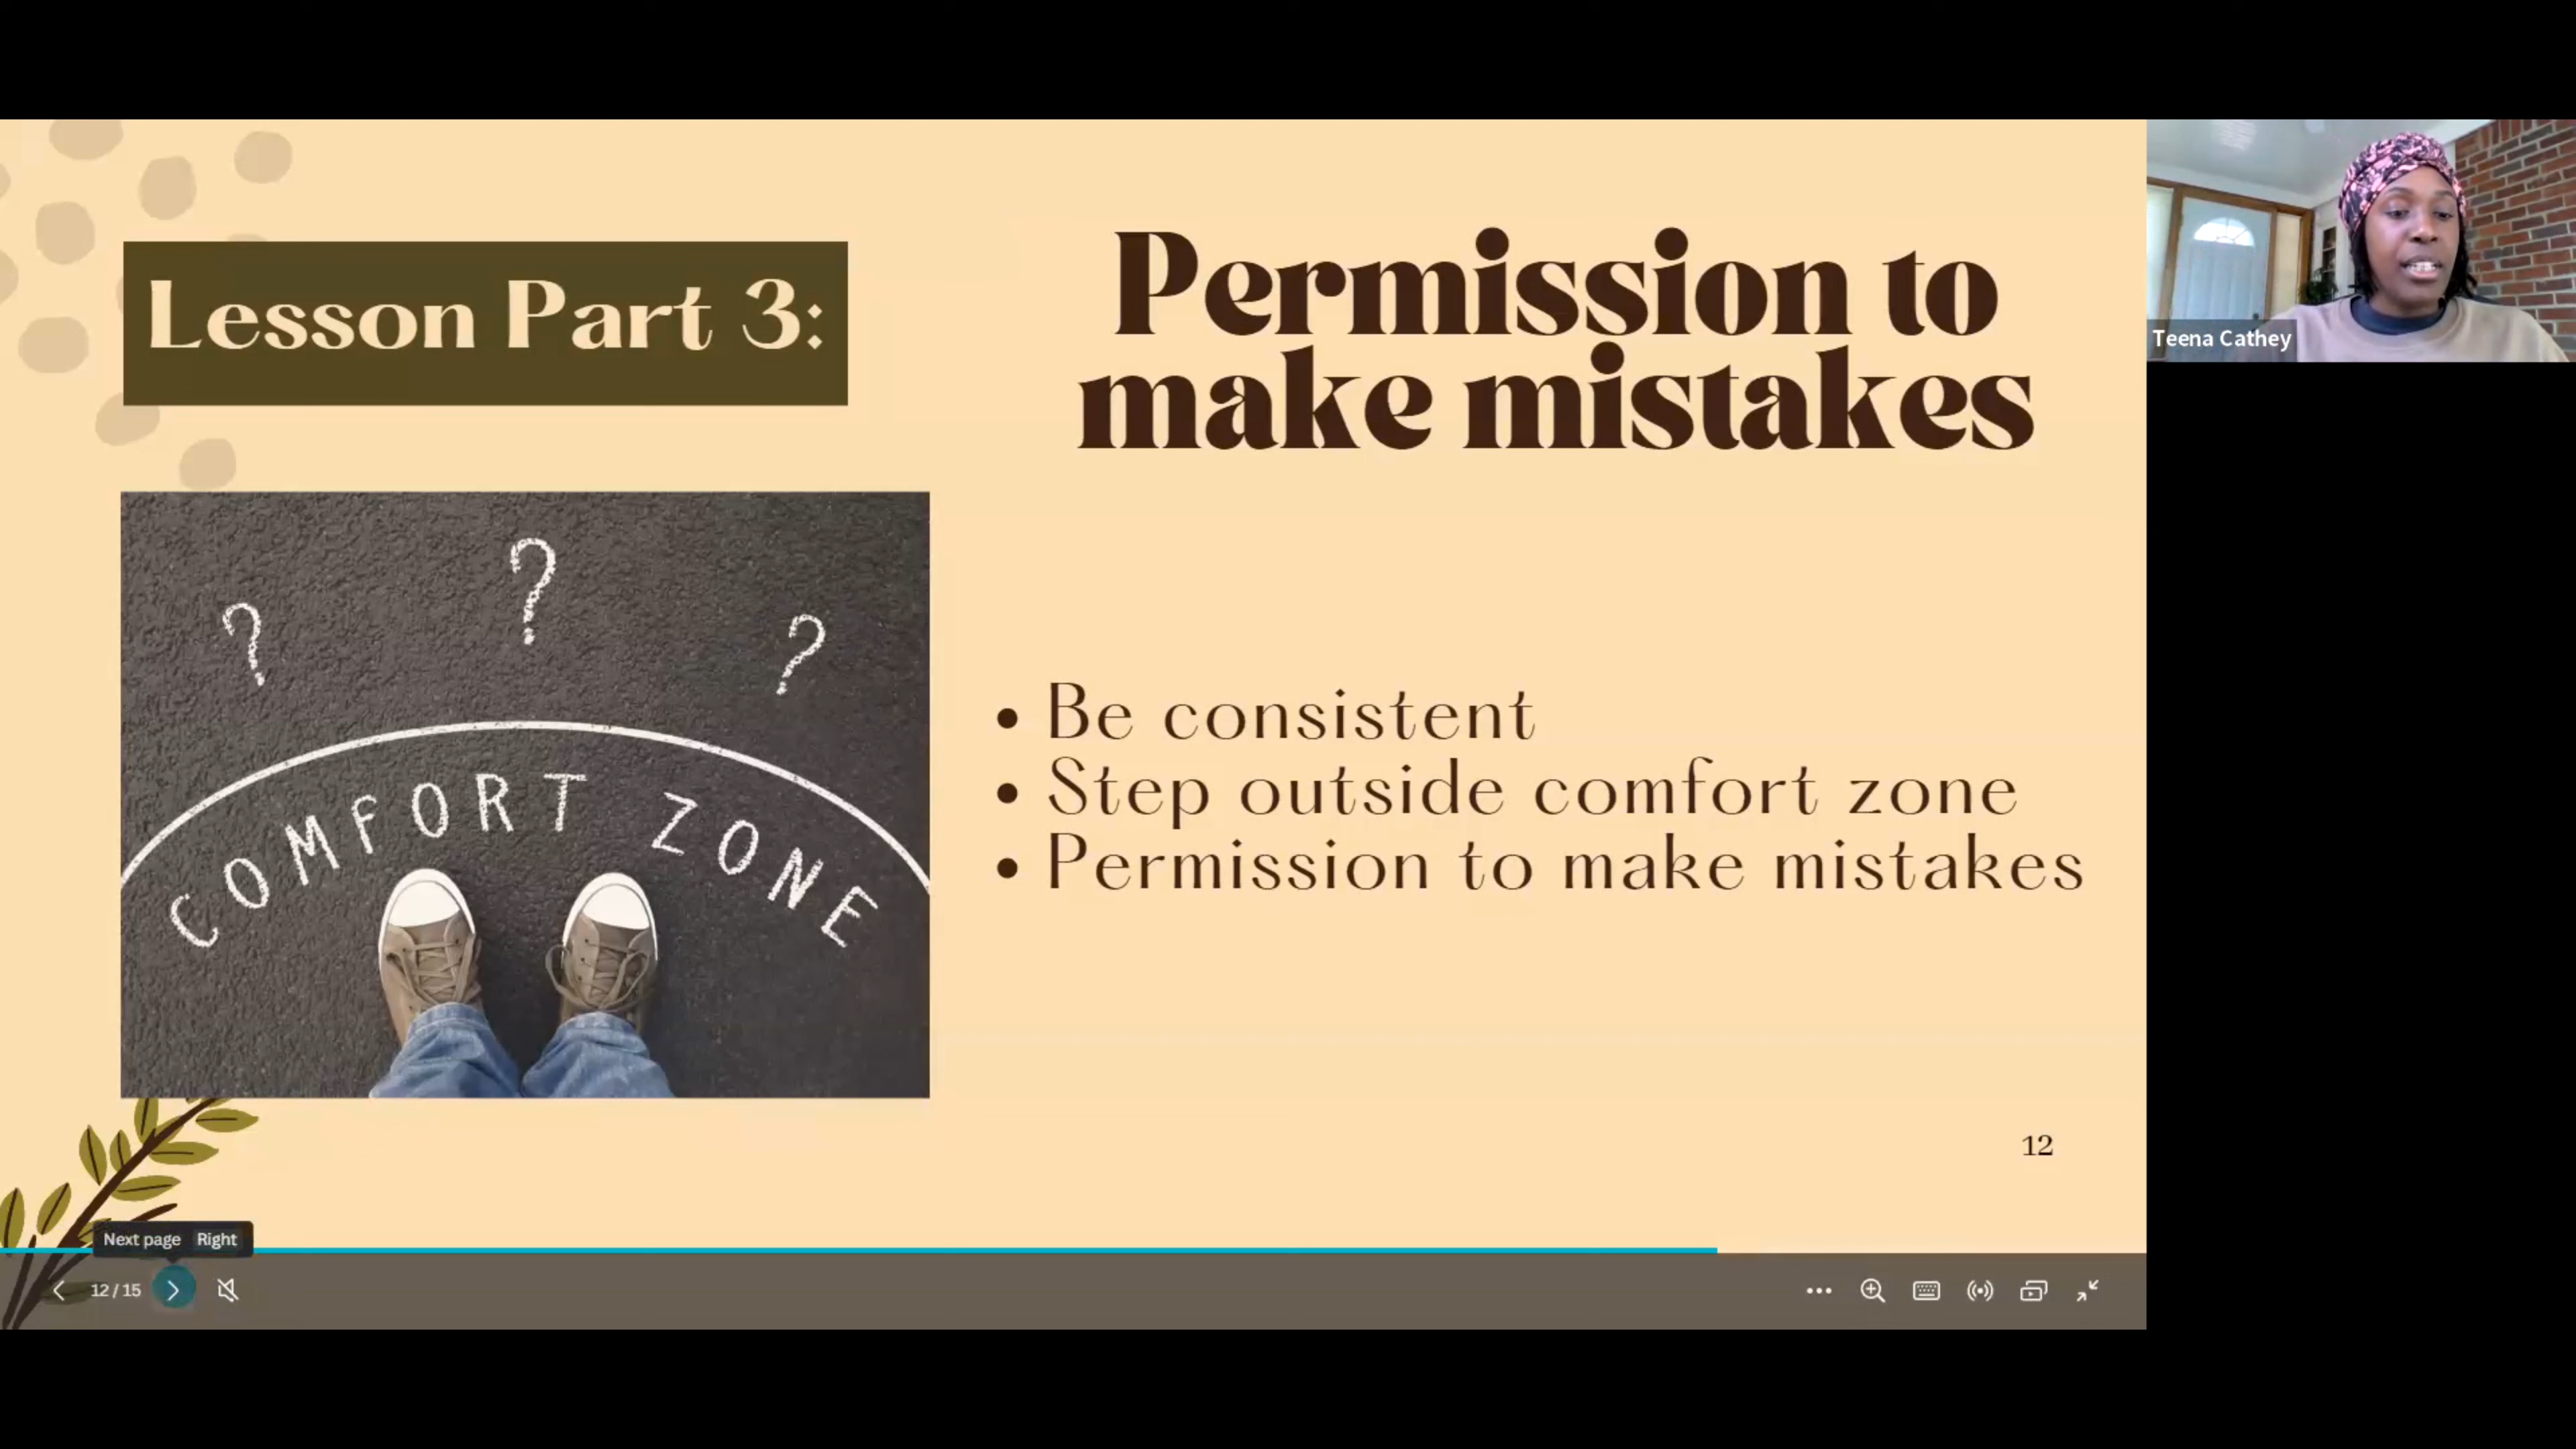 Lesson Part 3:
Permission to
make mistakes
?
?
?
COMFORT ZONE
• Be consistent
• Step outside comfort zone
• Permission to make mistakes
12
Next page Right
12 / 15
Teena Cathey